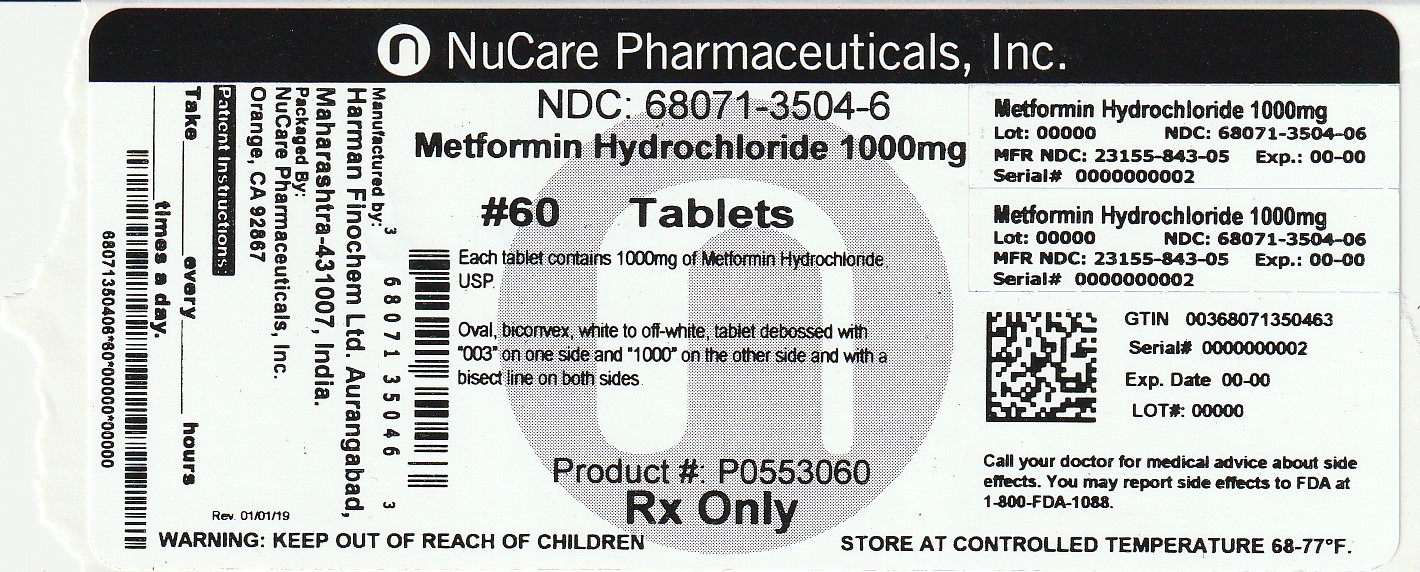 NuCare Pharmaceuticals, Inc.
NDC: 68071-3504-6
Metformin Hydrochloride 1000mg
#60 Tablets
Each tablet contains 1000mg of Metformin Hydrochloride
USP.
Oval, biconvex, white to off-white, tablet debossed with
"003" on one side and "1000" on the other side and with a
bisect line on both sides.
Product #: P0553060
Rx Only
Manufactured by:
Harman Finochem Ltd. Aurangabad,
Maharashtra-431007, India.
Packaged By:
NuCare Pharmaceuticals, Inc.
Orange, CA 92867
Patient Instructions:
Take ______ every ______ hours
______ times a day.
68071350406*60*00000*00000
3 68071 35046 3
Rev. 01/01/19
WARNING: KEEP OUT OF REACH OF CHILDREN
Metformin Hydrochloride 1000mg
Lot: 00000 NDC: 68071-3504-06
MFR NDC: 23155-843-05 Exp.: 00-00
Serial# 0000000002
Metformin Hydrochloride 1000mg
Lot: 00000 NDC: 68071-3504-06
MFR NDC: 23155-843-05 Exp.: 00-00
Serial# 0000000002
GTIN 00368071350463
Serial# 0000000002
Exp. Date 00-00
LOT#: 00000
Call your doctor for medical advice about side
effects. You may report side effects to FDA at
1-800-FDA-1088.
STORE AT CONTROLLED TEMPERATURE 68-77°F.